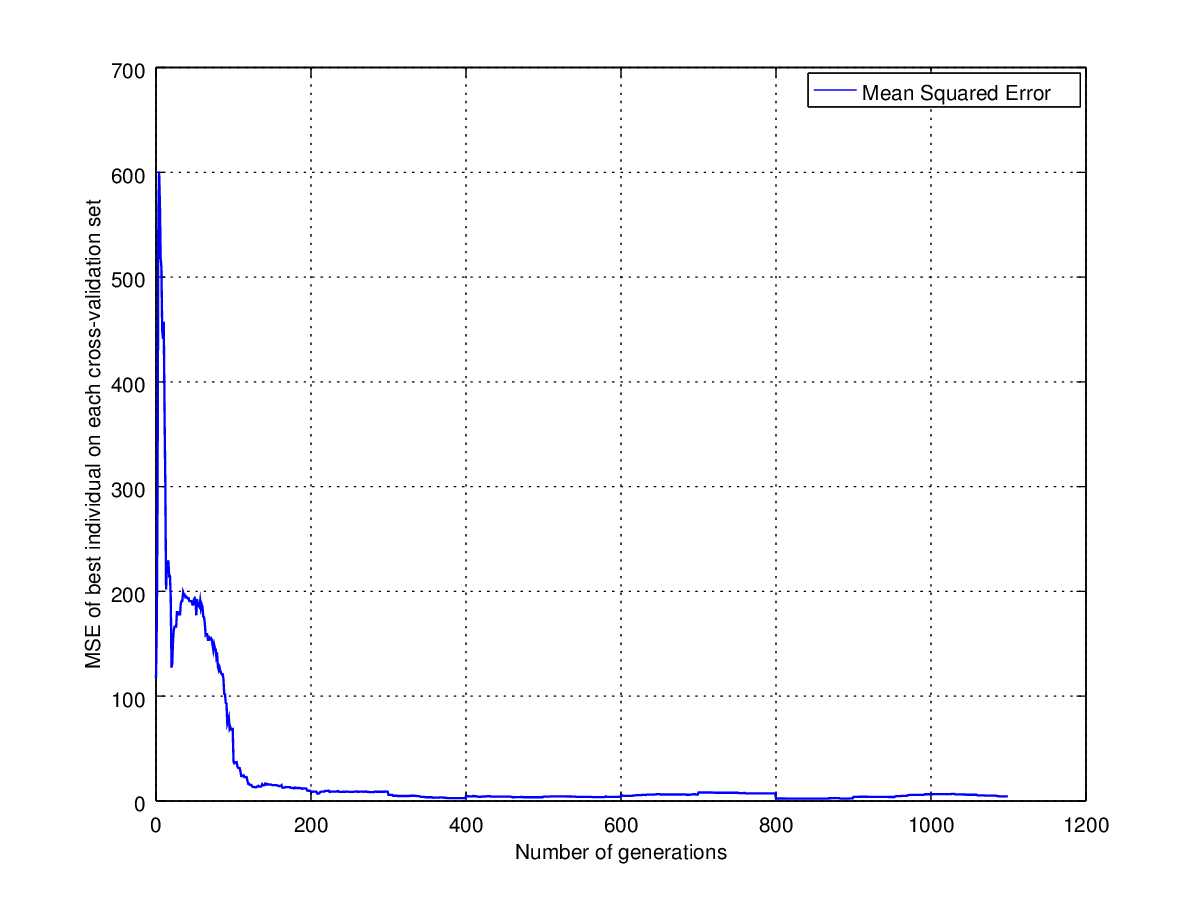 700
600
500
400
300
200
100
0
0 200 400 600 800 1000 1200
Mean Squared Error
MSE of best individual on each cross-validation set
Number of generations